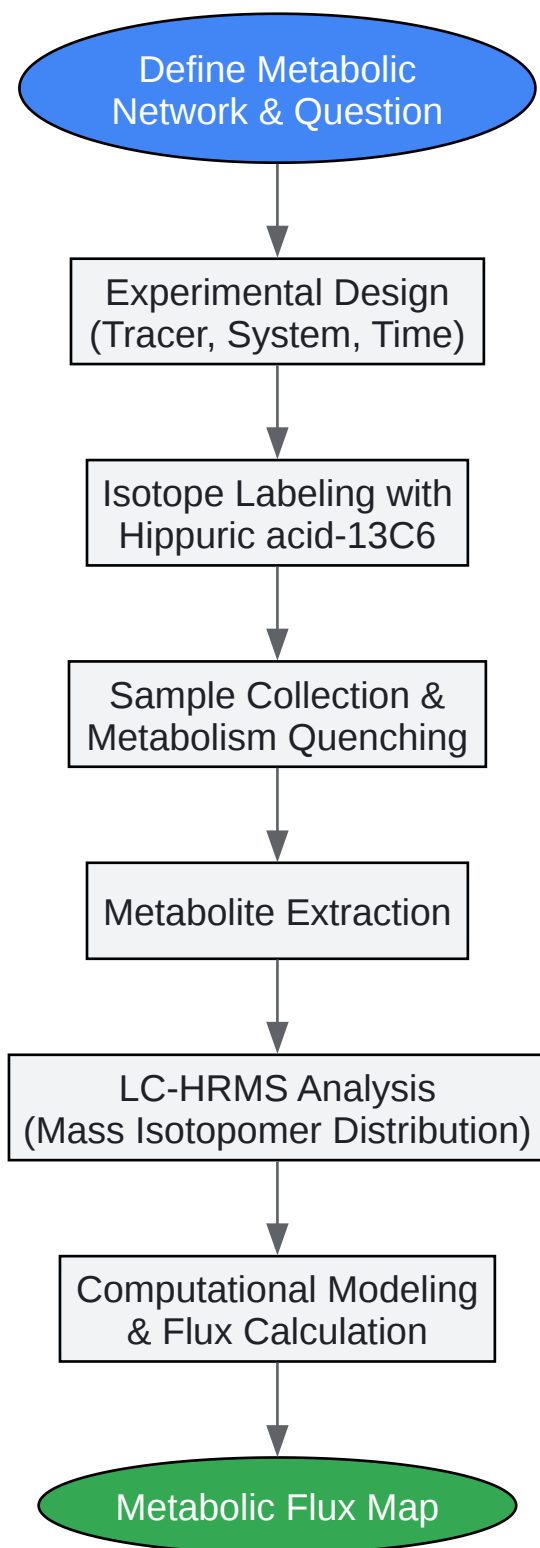 Define Metabolic
Network & Question
Experimental Design
(Tracer, System, Time)
Isotope Labeling with
Hippuric acid-13C6
Sample Collection &
Metabolism Quenching
Metabolite Extraction
LC-HRMS Analysis
(Mass Isotopomer Distribution)
Computational Modeling
& Flux Calculation
Metabolic Flux Map